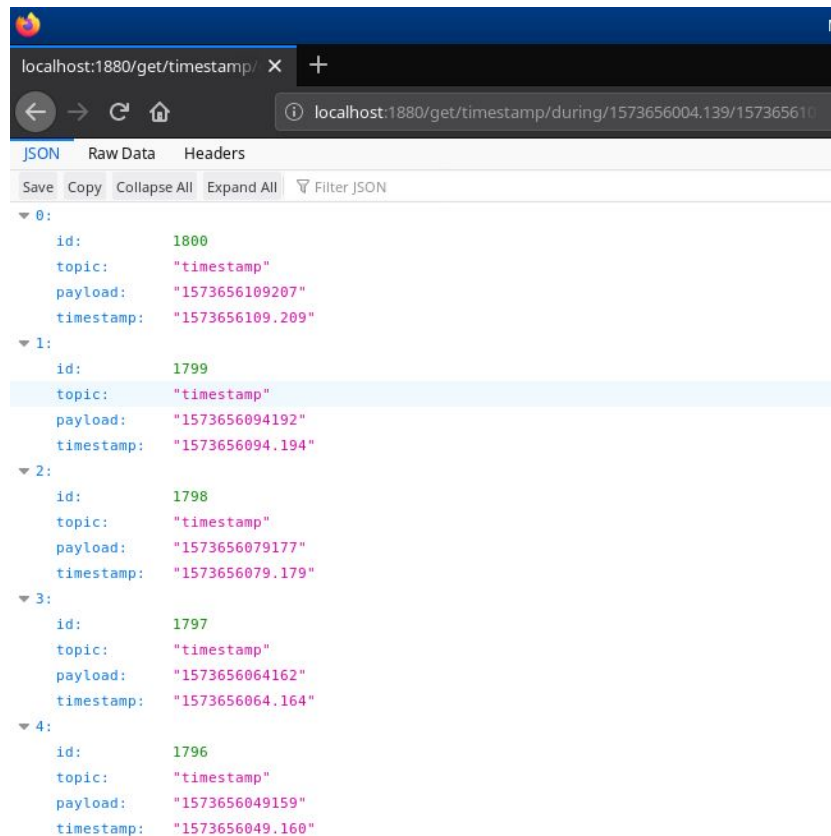 localhost:1880/get/timestamp/
localhost:1880/get/timestamp/during/1573656004.139/157365610
JSON Raw Data Headers
Save Copy Collapse All Expand All Filter JSON
0:
id: 1800
topic: "timestamp"
payload: "1573656109207"
timestamp: "1573656109.209"
1:
id: 1799
topic: "timestamp"
payload: "1573656094192"
timestamp: "1573656094.194"
2:
id: 1798
topic: "timestamp"
payload: "1573656079177"
timestamp: "1573656079.179"
3:
id: 1797
topic: "timestamp"
payload: "1573656064162"
timestamp: "1573656064.164"
4:
id: 1796
topic: "timestamp"
payload: "1573656049159"
timestamp: "1573656049.160"